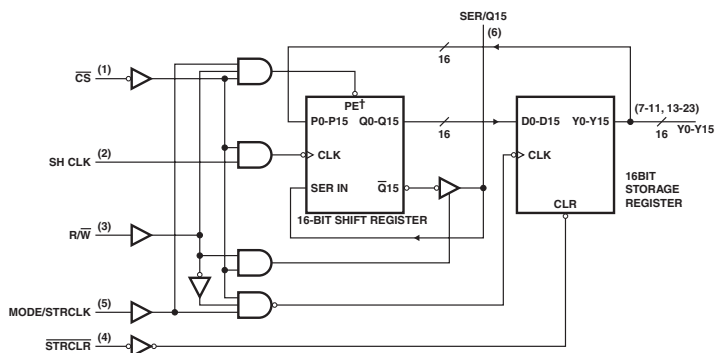 SER/Q15
(6)
16
CS (1)
PE†
(7-11, 13-23)
P0-P15 Q0-Q15
D0-D15 Y0-Y15
16
16
Y0-Y15
SH CLK (2)
CLK
CLK
16BIT
STORAGE
REGISTER
SER IN Q15
CLR
16-BIT SHIFT REGISTER
R/W (3)
MODE/STRCLK (5)
STRCLR (4)